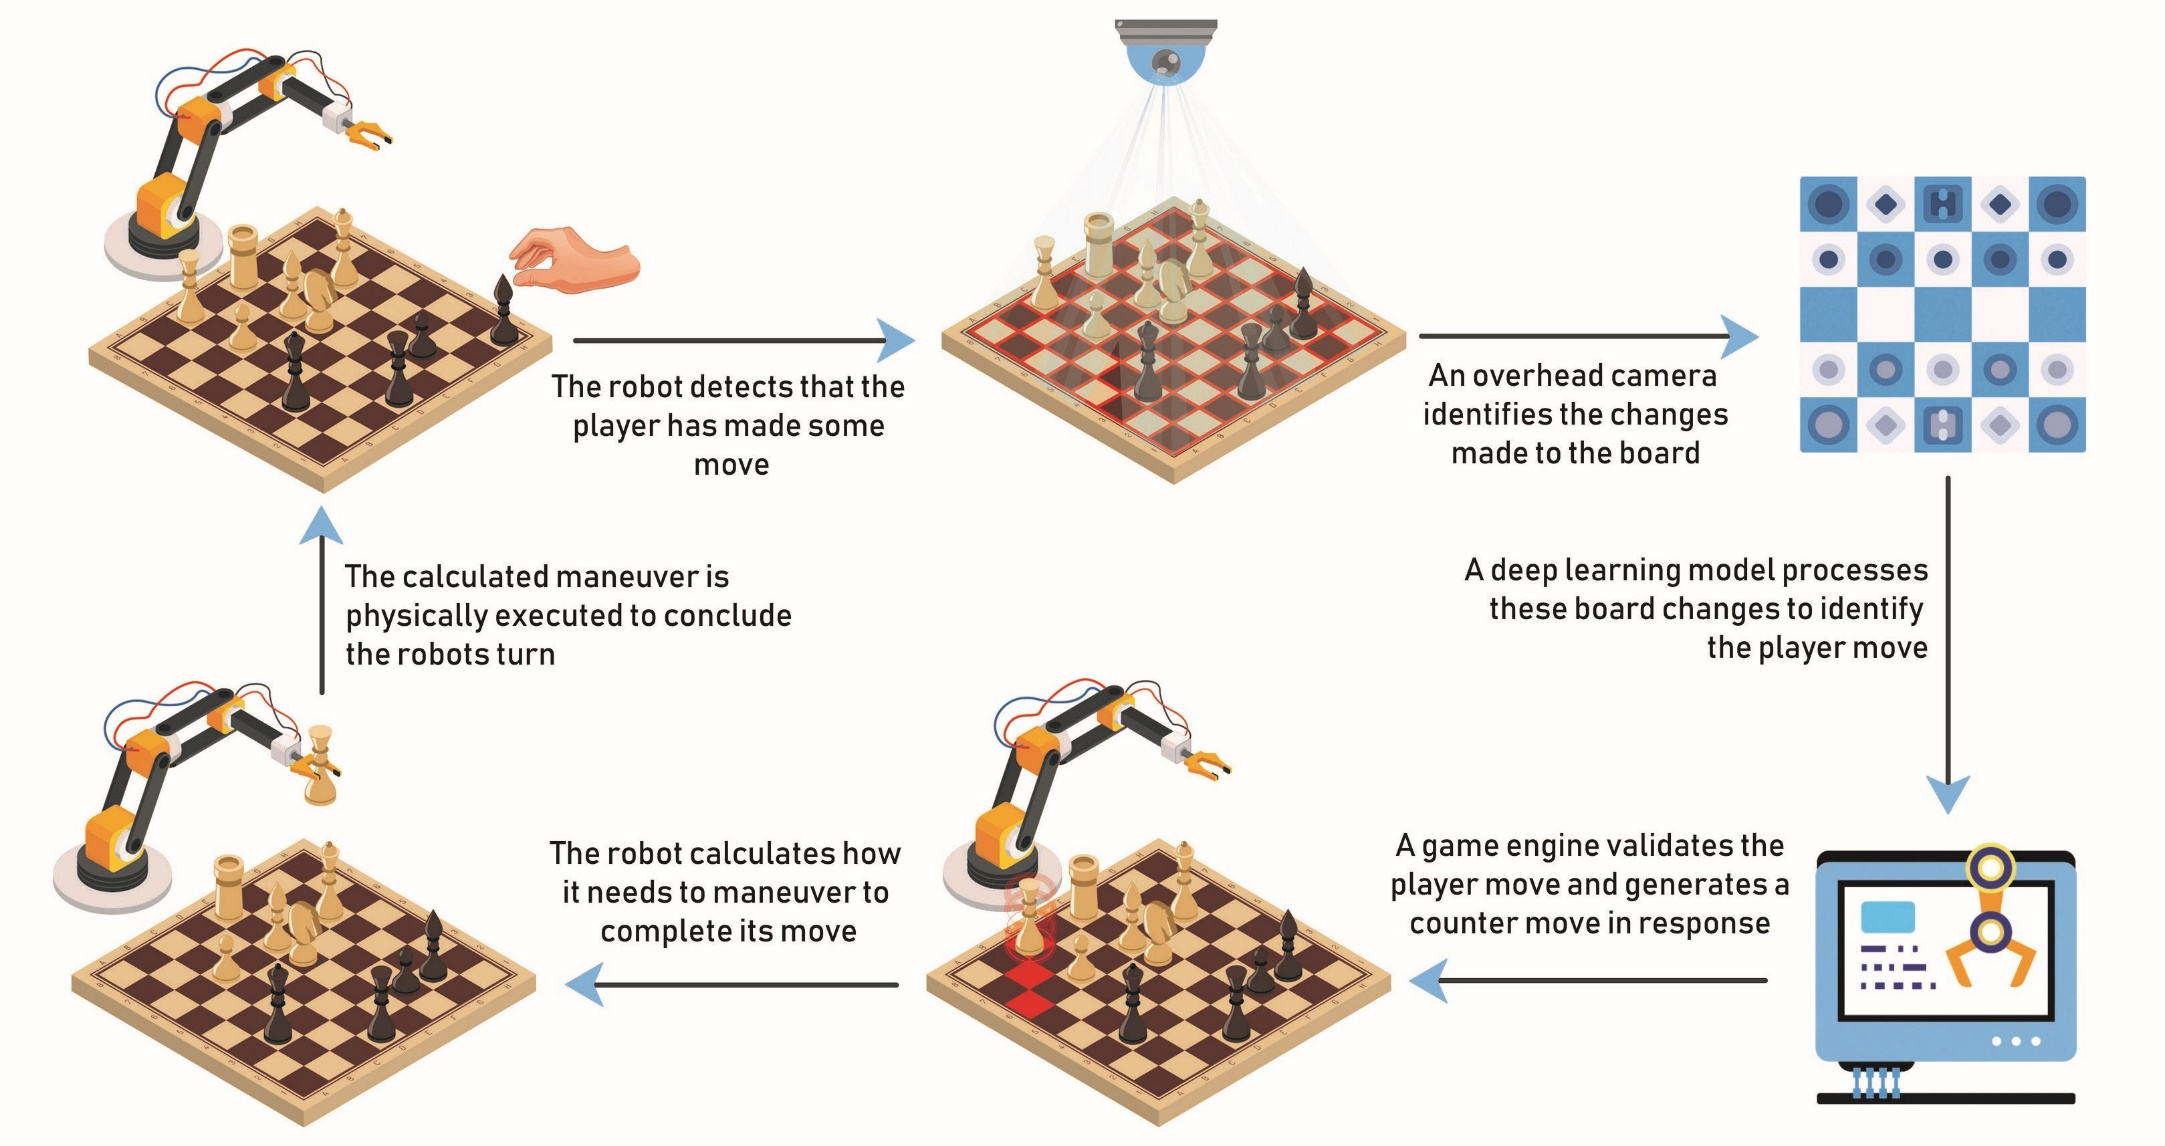 The robot detects that the
player has made some
move
An overhead camera
identifies the changes
made to the board
A deep learning model processes
these board changes to identify
the player move
A game engine validates the
player move and generates a
counter move in response
The robot calculates how
it needs to maneuver to
complete its move
The calculated maneuver is
physically executed to conclude
the robots turn